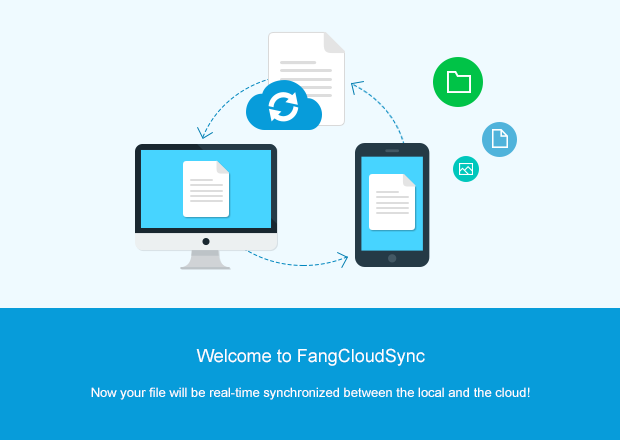 Welcome to FangCloudSync
Now your file will be real-time synchronized between the local and the cloud!